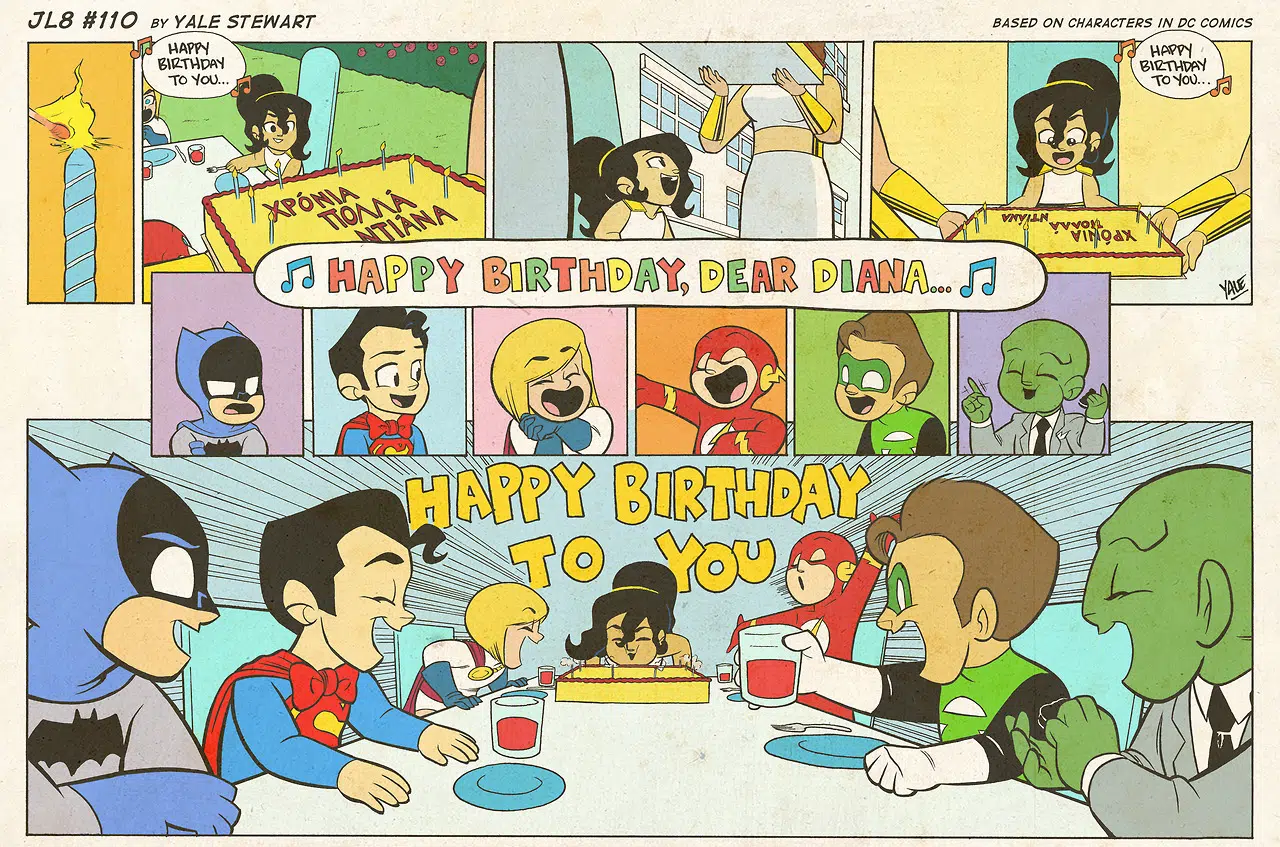 JL8 #110 BY YALE STEWART
BASED ON CHARACTERS IN DC COMICS
HAPPY
BIRTHDAY
TO YOU...
ΧΡΌΝΙΑ
ΠΟΛΛΆ
ΝΤΙΆΝΑ
HAPPY
BIRTHDAY
TO YOU...
ΧΡΌΝΙΑ
ΠΟΛΛΆ
ΝΤΙΆΝΑ
YALE
HAPPY BIRTHDAY, DEAR DIANA...
HAPPY BIRTHDAY
TO YOU